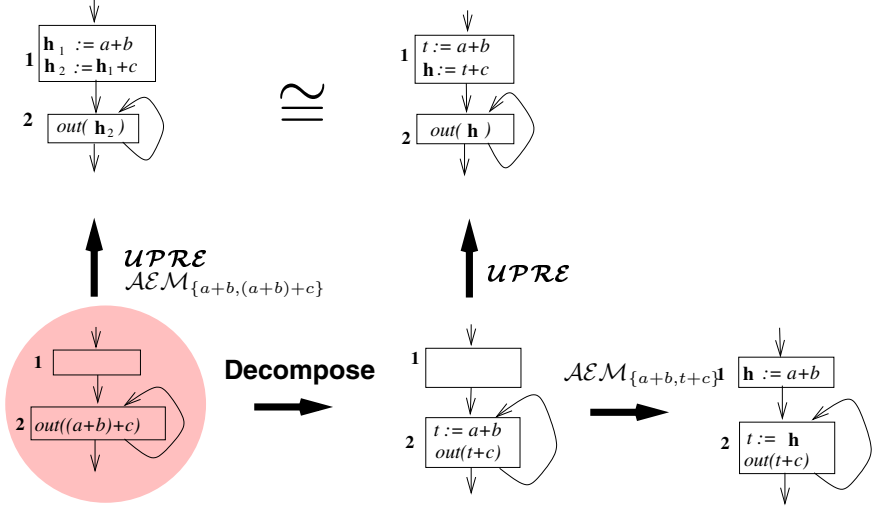 1
h₁ := a+b
h₂ := h₁+c
2
out( h₂ )
≅
1
t := a+b
h := t+c
2
out( h )
UPRE
AEM{a+b,(a+b)+c}
UPRE
1
2
out((a+b)+c)
Decompose
1
2
t := a+b
out(t+c)
AEM{a+b,t+c}
1
h := a+b
2
t := h
out(t+c)